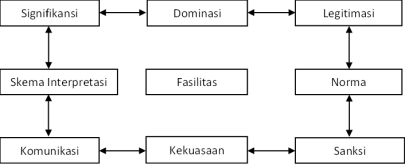 Signifikansi
Dominasi
Legitimasi
Skema Interpretasi
Fasilitas
Norma
Komunikasi
Kekuasaan
Sanksi